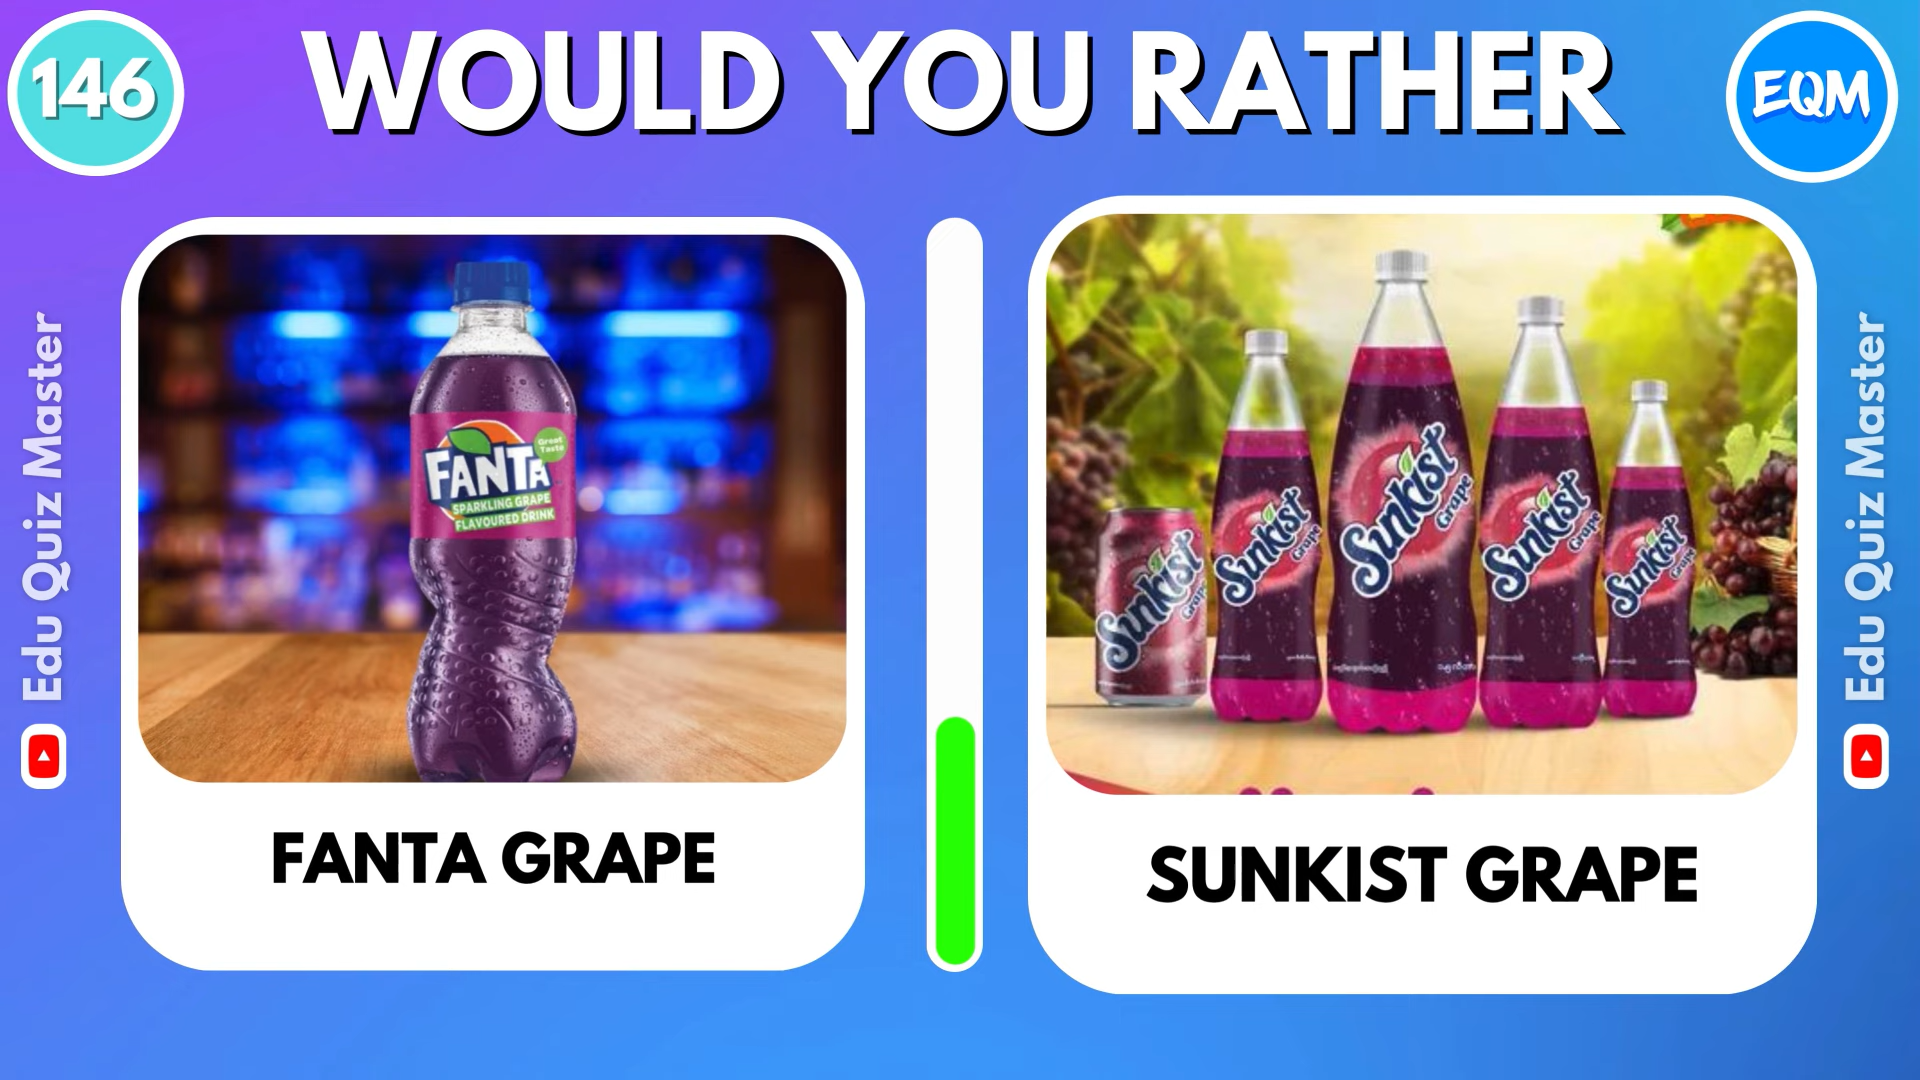 146
WOULD YOU RATHER
EQM
Edu Quiz Master
FANTA
Great
Taste
SPARKLING GRAPE
FLAVOURED DRINK
Sunkist
Grape
Sunkist
Grape
Sunkist
Grape
Sunkist
Grape
Sunkist
Grape
Edu Quiz Master
FANTA GRAPE
SUNKIST GRAPE